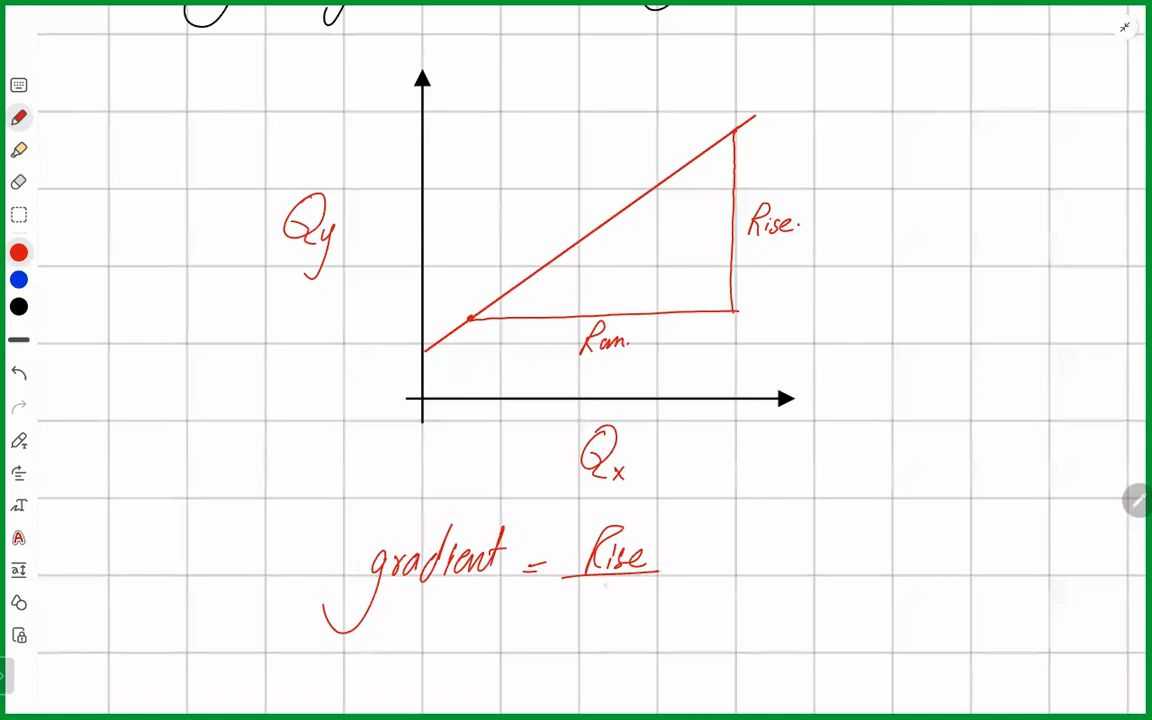 Qy
Rise.
Run.
Qx
gradient = Rise